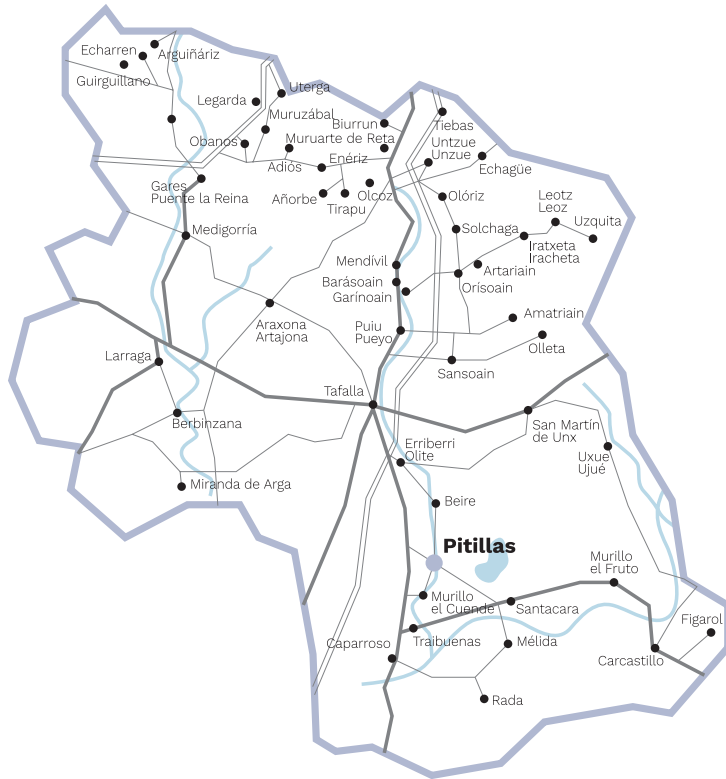 Echarren
Arguiñáriz
Guirguillano
Legarda
Uterga
Muruzábal
Obanos
Adiós
Biurrun
Muruarte de Reta
Enériz
Tiebas
Untzue
Unzue
Echagüe
Gares
Puente la Reina
Añorbe
Tirapu
Olcoz
Olóriz
Leotz
Leoz
Uzquita
Medigorría
Solchaga
Iratxeta
Iracheta
Mendívil
Artariain
Barásoain
Garínoain
Orísoain
Araxona
Artajona
Puiu
Pueyo
Amatriain
Olleta
Larraga
Sansoain
Tafalla
Berbinzana
San Martín
de Unx
Erriberri
Olite
Uxue
Ujué
Miranda de Arga
Beire
Pitillas
Murillo
el Fruto
Murillo
el Cuende
Santacara
Figarol
Traibuenas
Caparroso
Mélida
Carcastillo
Rada